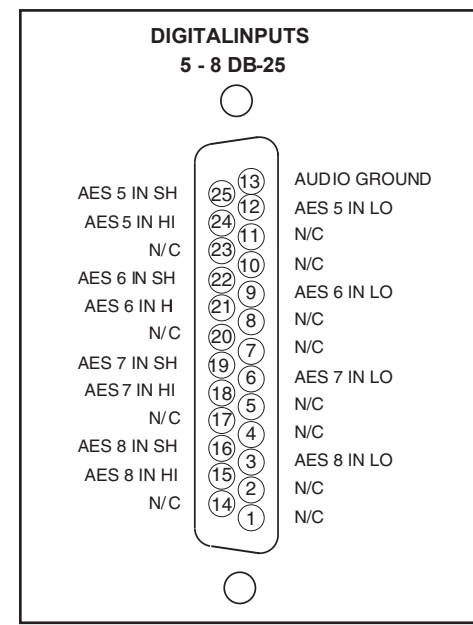 DIGITALINPUTS
5 - 8 DB-25
13 AUDIO GROUND
AES 5 IN SH 25
12 AES 5 IN LO
AES 5 IN HI 24
11 N/C
N/C 23
10 N/C
AES 6 IN SH 22
9 AES 6 IN LO
AES 6 IN H 21
8 N/C
N/C 20
7 N/C
AES 7 IN SH 19
6 AES 7 IN LO
AES 7 IN HI 18
5 N/C
N/C 17
4 N/C
AES 8 IN SH 16
3 AES 8 IN LO
AES 8 IN HI 15
2 N/C
N/C 14
1 N/C